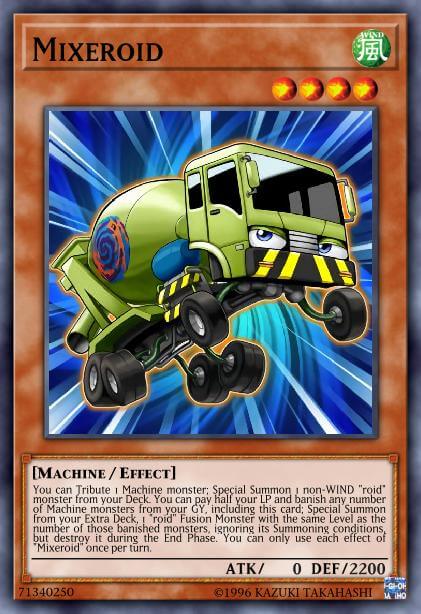 MIXEROID
WIND
風
[MACHINE / EFFECT]
You can Tribute 1 Machine monster; Special Summon 1 non-WIND "roid"
monster from your Deck. You can pay half your LP and banish any number
of Machine monsters from your GY, including this card; Special Summon
from your Extra Deck, 1 "roid" Fusion Monster with the same Level as the
number of those banished monsters, ignoring its Summoning conditions,
but destroy it during the End Phase. You can only use each effect of
"Mixeroid" once per turn.
ATK/ 0 DEF/2200
71340250
©1996 KAZUKI TAKAHASHI